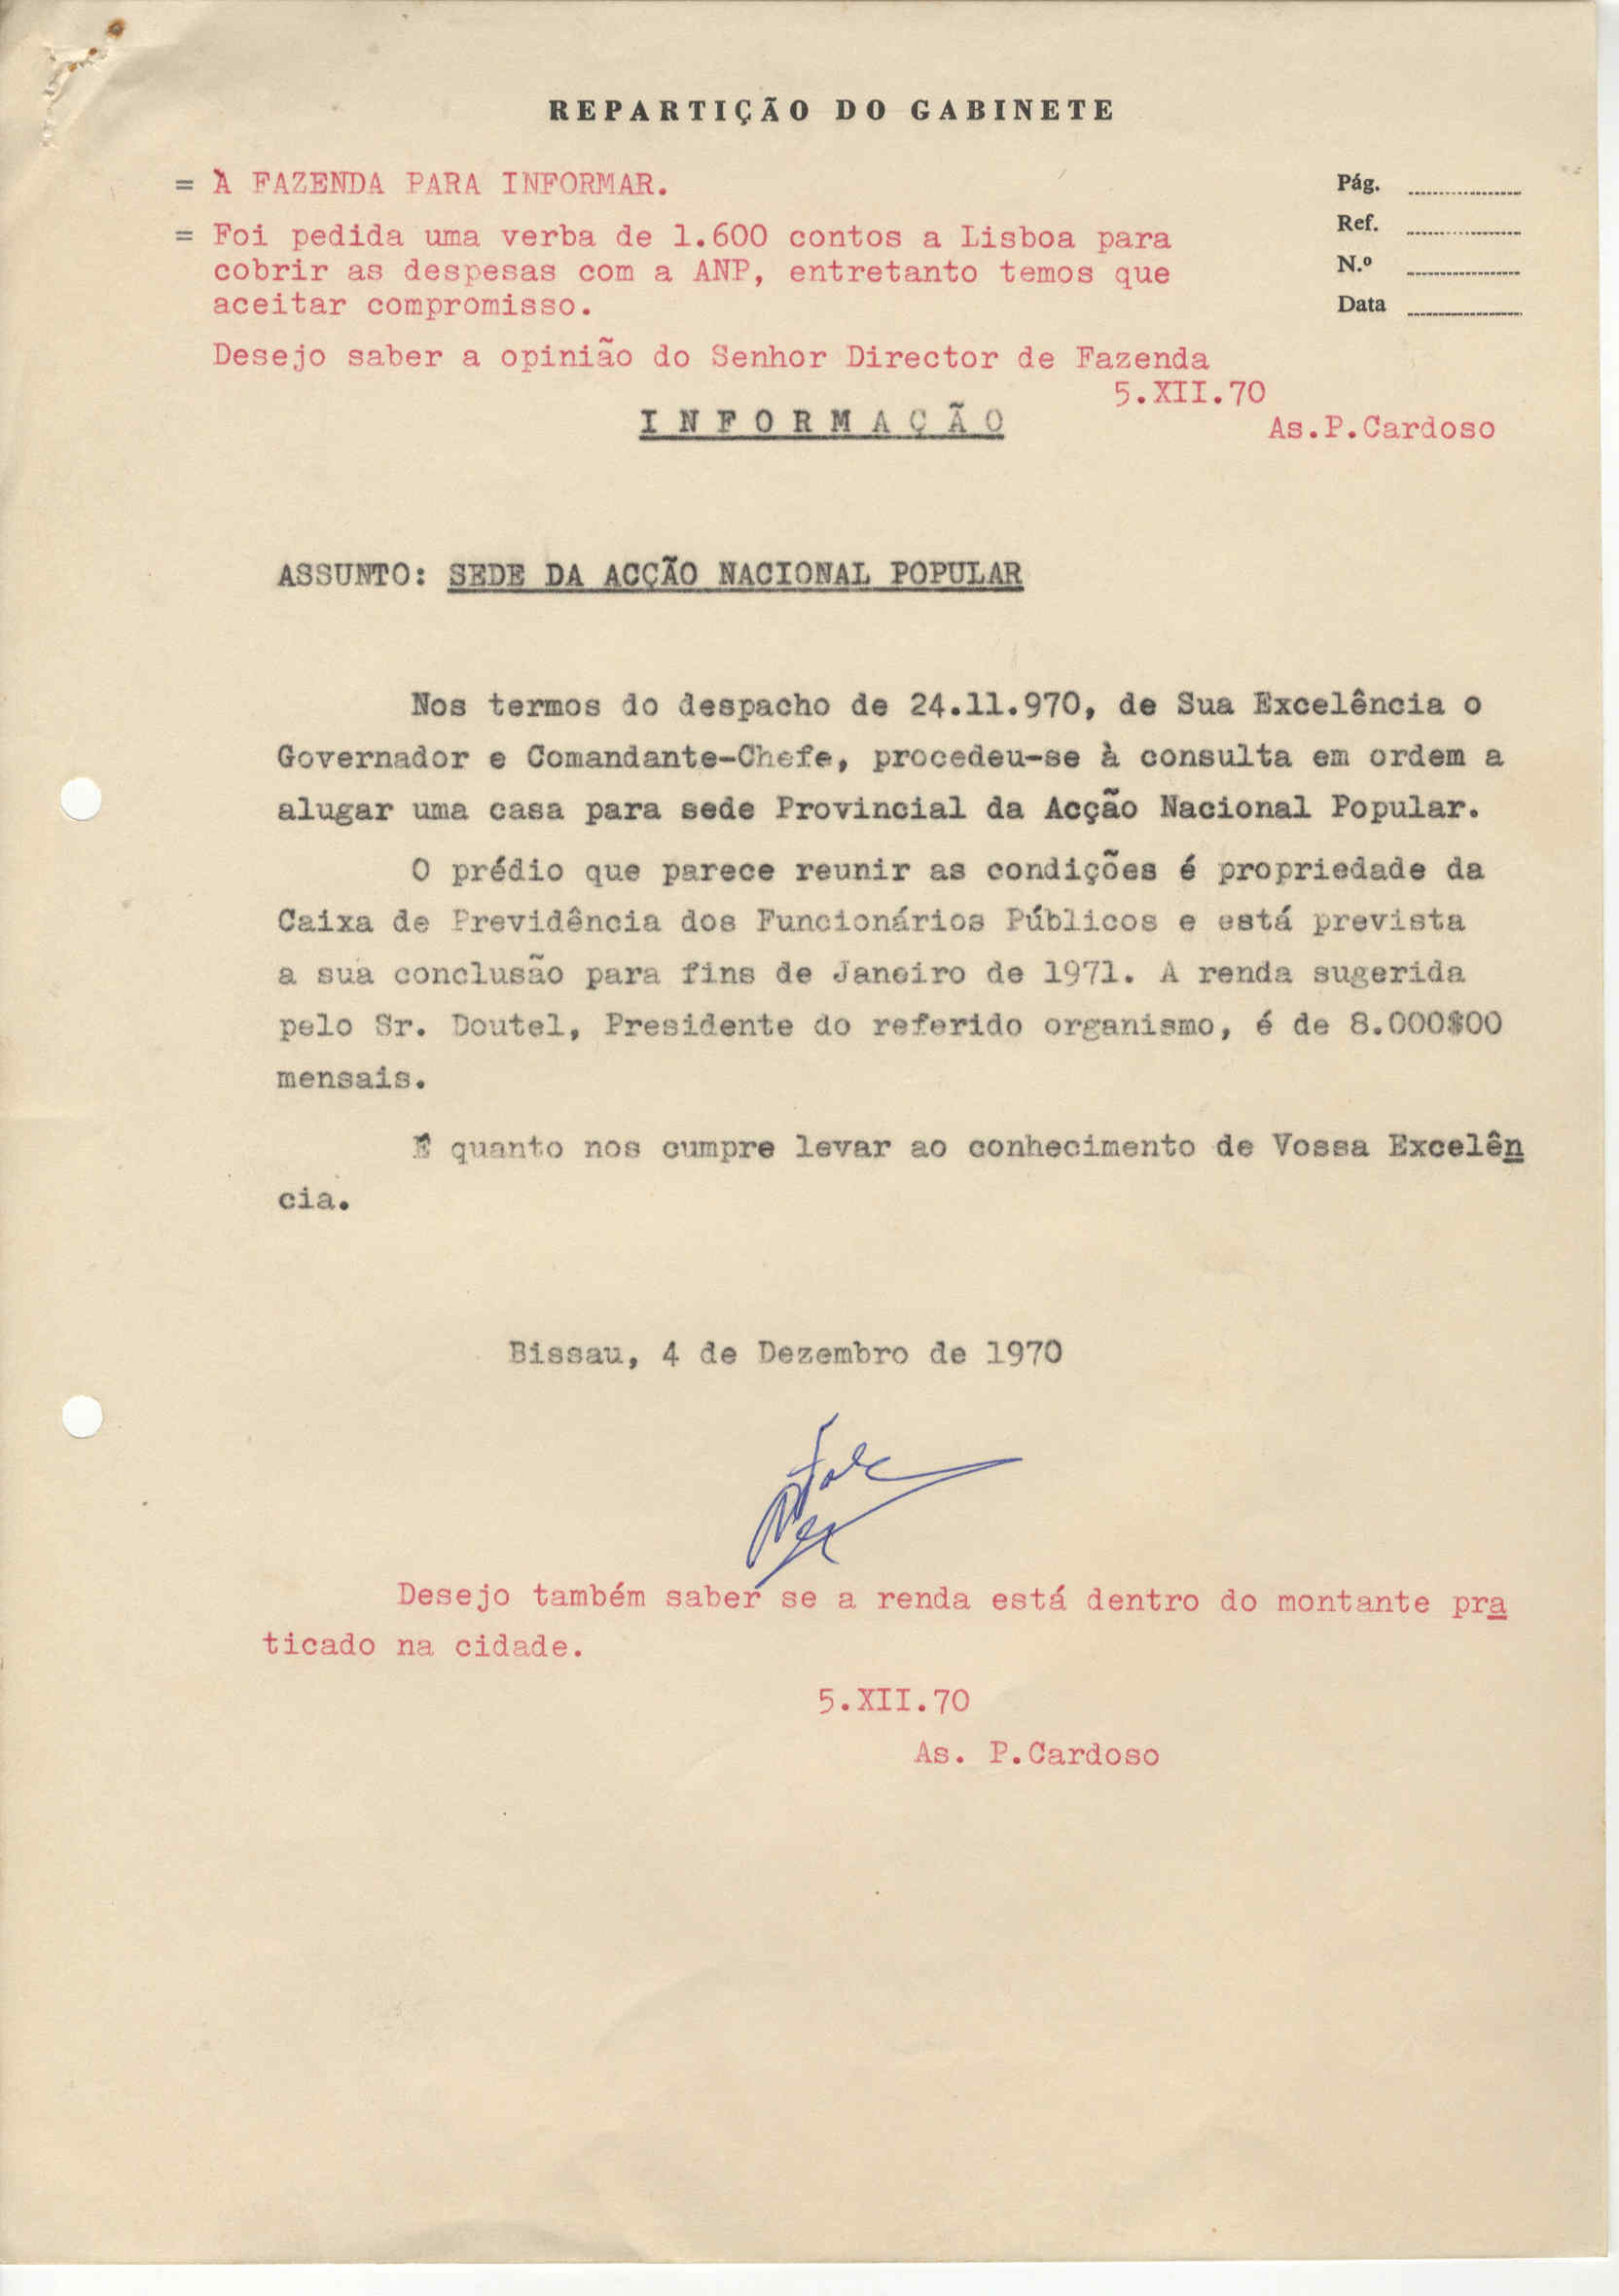 REPARTIÇÃO DO GABINETE
= À FAZENDA PARA INFORMAR.
= Foi pedida uma verba de 1.600 contos a Lisboa para
cobrir as despesas com a ANP, entretanto temos que
aceitar compromisso.
Desejo saber a opinião do Senhor Director de Fazenda
5.XII.70
As.P.Cardoso
Pág. ....................
Ref. ....................
N.º ....................
Data ....................
INFORMAÇÃO
ASSUNTO: SEDE DA ACÇÃO NACIONAL POPULAR
Nos termos do despacho de 24.11.970, de Sua Excelência o
Governador e Comandante-Chefe, procedeu-se à consulta em ordem a
alugar uma casa para sede Provincial da Acção Nacional Popular.
O prédio que parece reunir as condições é propriedade da
Caixa de Previdência dos Funcionários Públicos e está prevista
a sua conclusão para fins de Janeiro de 1971. A renda sugerida
pelo Sr. Doutel, Presidente do referido organismo, é de 8.000$00
mensais.
É quanto nos cumpre levar ao conhecimento de Vossa Excelên
cia.
Bissau, 4 de Dezembro de 1970
Desejo também saber se a renda está dentro do montante pra
ticado na cidade.
5.XII.70
As. P.Cardoso